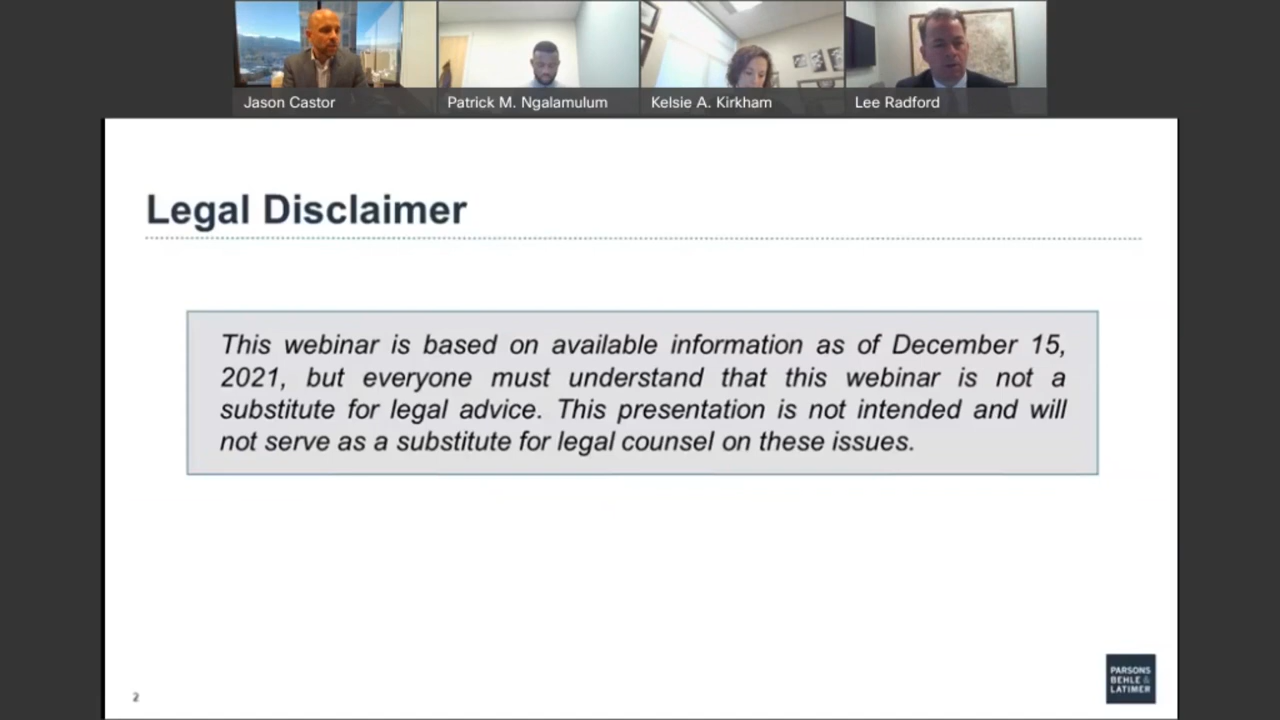 Jason Castor
Patrick M. Ngalamulum
Kelsie A. Kirkham
Lee Radford
Legal Disclaimer
This webinar is based on available information as of December 15,
2021, but everyone must understand that this webinar is not a
substitute for legal advice. This presentation is not intended and will
not serve as a substitute for legal counsel on these issues.
2
PARSONS
BEHLE &
LATIMER